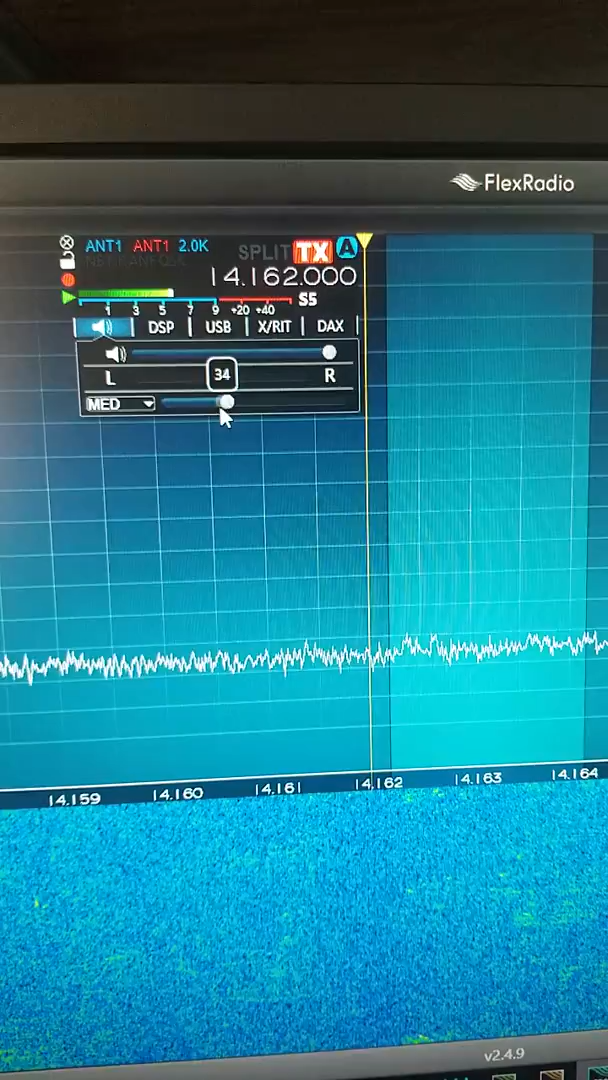 FlexRadio
ANT1 ANT1 2.0K SPLIT TX A
14.162.000
S5
1 3 5 7 9 +20 +40
DSP USB X/RIT DAX
L 34 R
MED
14.159 14.160 14.161 14.162 14.163 14.164
v2.4.9